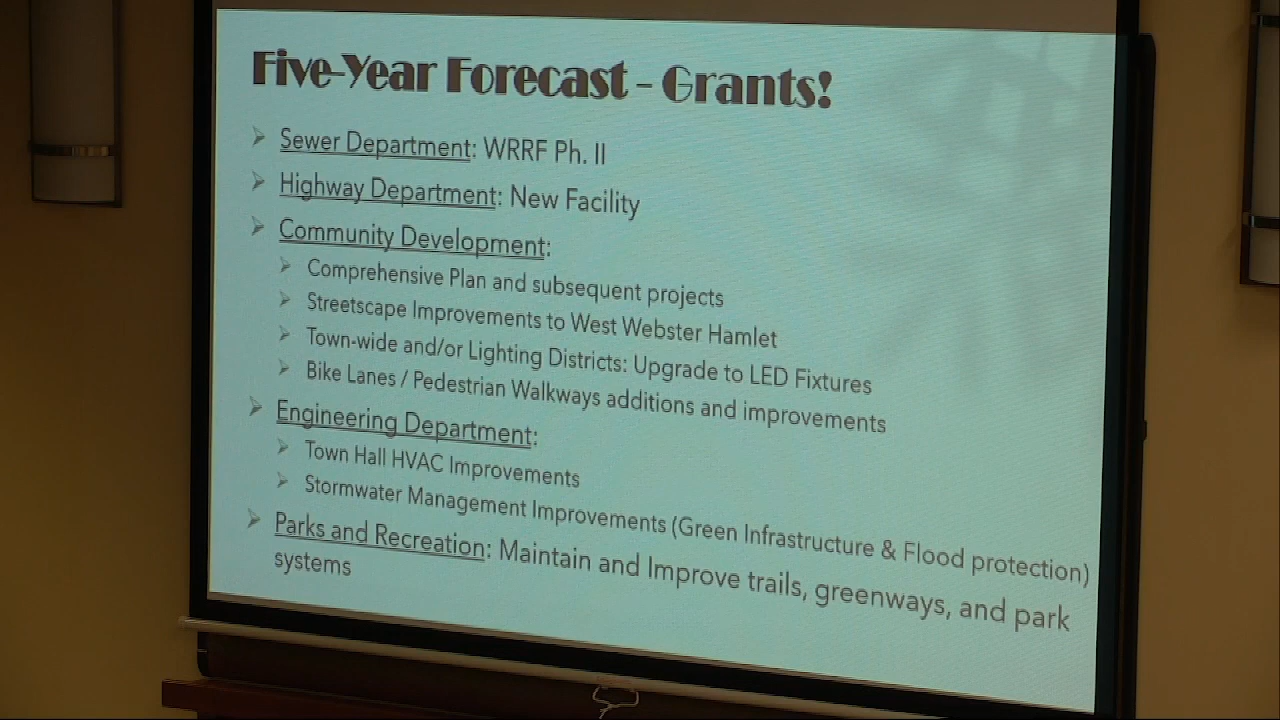 Five-Year Forecast - Grants!
Sewer Department: WRRF Ph. II
Highway Department: New Facility
Community Development:
Comprehensive Plan and subsequent projects
Streetscape Improvements to West Webster Hamlet
Town-wide and/or Lighting Districts: Upgrade to LED Fixtures
Bike Lanes / Pedestrian Walkways additions and improvements
Engineering Department:
Town Hall HVAC Improvements
Stormwater Management Improvements (Green Infrastructure & Flood protection)
Parks and Recreation: Maintain and Improve trails, greenways, and park
systems